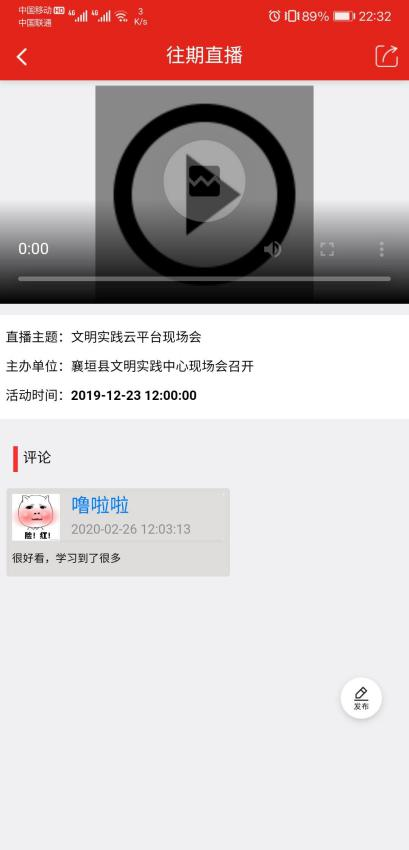 中国移动 HD 4G 4G 3 89% 22:32
中国联通 K/s
往期直播
0:00
直播主题：文明实践云平台现场会
主办单位：襄垣县文明实践中心现场会召开
活动时间：2019-12-23 12:00:00
评论
噜啦啦
2020-02-26 12:03:13
脸！红！
很好看，学习到了很多
发布